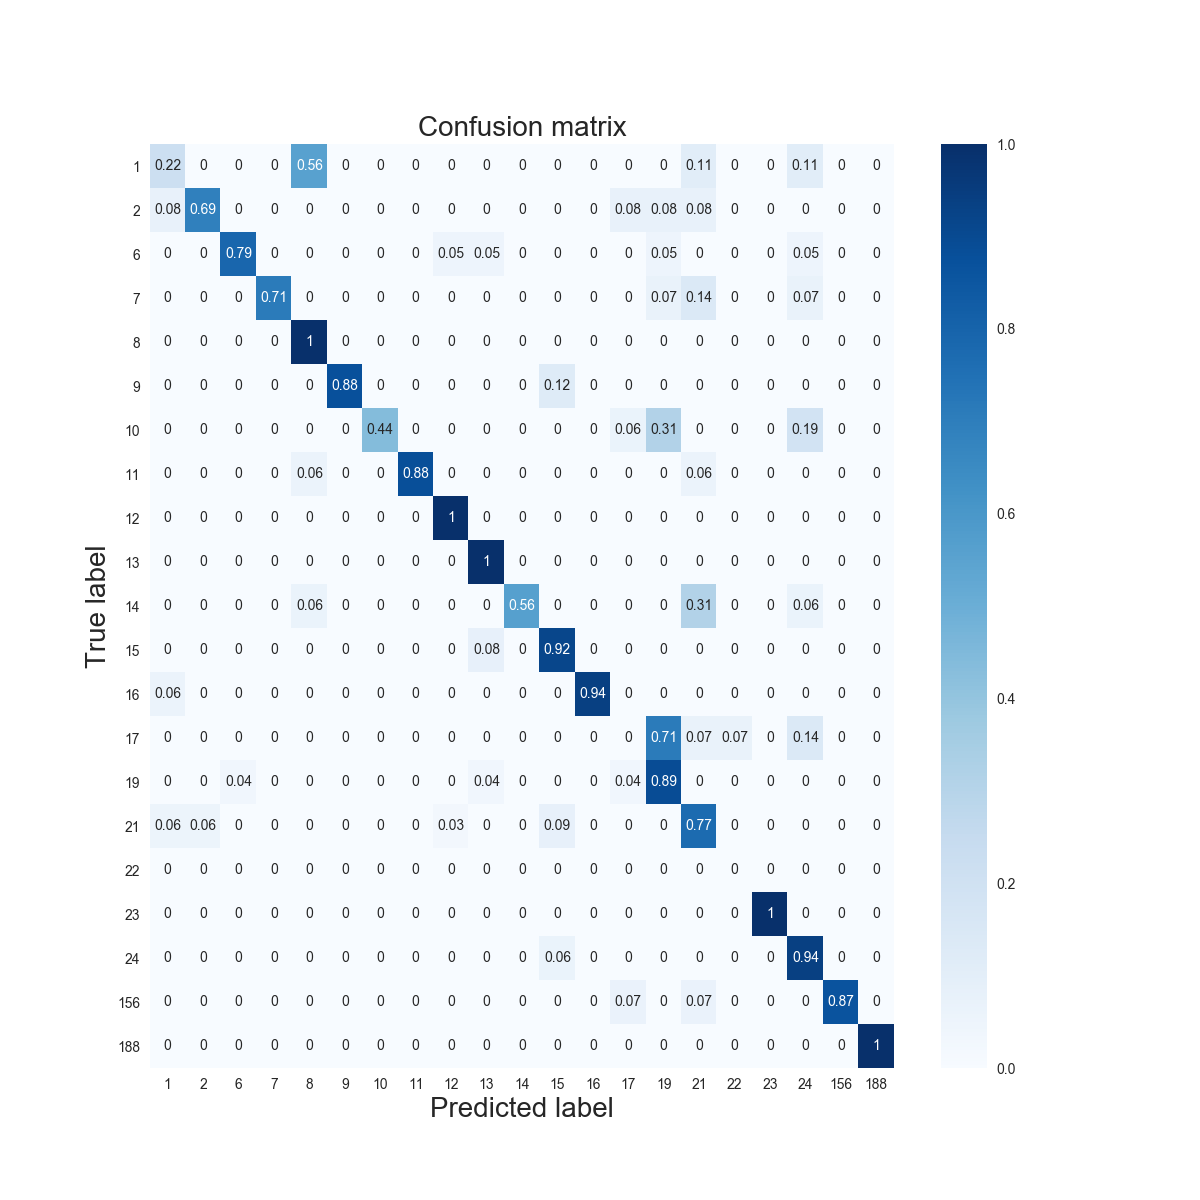 Confusion matrix
1 0.22 0 0 0 0.56 0 0 0 0 0 0 0 0 0 0 0.11 0 0 0.11 0 0
2 0.08 0.69 0 0 0 0 0 0 0 0 0 0 0 0.08 0.08 0.08 0 0 0 0 0
6 0 0 0.79 0 0 0 0 0 0.05 0.05 0 0 0 0 0.05 0 0 0 0.05 0 0
7 0 0 0 0.71 0 0 0 0 0 0 0 0 0 0 0.07 0.14 0 0 0.07 0 0
8 0 0 0 0 1 0 0 0 0 0 0 0 0 0 0 0 0 0 0 0 0
9 0 0 0 0 0 0.88 0 0 0 0 0 0.12 0 0 0 0 0 0 0 0 0
10 0 0 0 0 0 0 0.44 0 0 0 0 0 0 0.06 0.31 0 0 0 0.19 0 0
11 0 0 0 0 0.06 0 0 0.88 0 0 0 0 0 0 0 0.06 0 0 0 0 0
12 0 0 0 0 0 0 0 0 1 0 0 0 0 0 0 0 0 0 0 0 0
13 0 0 0 0 0 0 0 0 0 1 0 0 0 0 0 0 0 0 0 0 0
14 0 0 0 0 0.06 0 0 0 0 0 0.56 0 0 0 0 0.31 0 0 0.06 0 0
15 0 0 0 0 0 0 0 0 0 0.08 0 0.92 0 0 0 0 0 0 0 0 0
16 0.06 0 0 0 0 0 0 0 0 0 0 0 0.94 0 0 0 0 0 0 0 0
17 0 0 0 0 0 0 0 0 0 0 0 0 0 0 0.71 0.07 0.07 0 0.14 0 0
19 0 0 0.04 0 0 0 0 0 0 0.04 0 0 0 0.04 0.89 0 0 0 0 0 0
21 0.06 0.06 0 0 0 0 0 0 0.03 0 0 0.09 0 0 0 0.77 0 0 0 0 0
22 0 0 0 0 0 0 0 0 0 0 0 0 0 0 0 0 0 0 0 0 0
23 0 0 0 0 0 0 0 0 0 0 0 0 0 0 0 0 0 1 0 0 0
24 0 0 0 0 0 0 0 0 0 0 0 0.06 0 0 0 0 0 0 0.94 0 0
156 0 0 0 0 0 0 0 0 0 0 0 0 0 0.07 0 0.07 0 0 0 0.87 0
188 0 0 0 0 0 0 0 0 0 0 0 0 0 0 0 0 0 0 0 0 1
1 2 6 7 8 9 10 11 12 13 14 15 16 17 19 21 22 23 24 156 188
Predicted label
True label
1.0
0.8
0.6
0.4
0.2
0.0